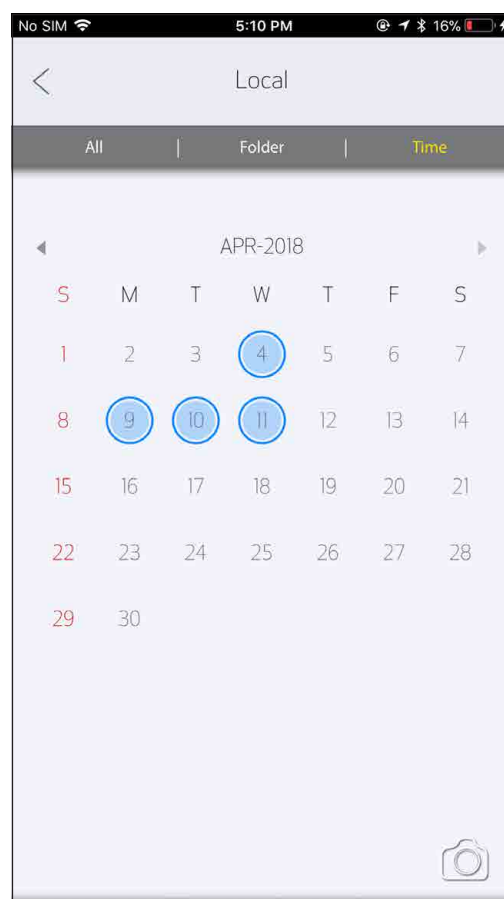 No SIM 5:10 PM 16%
Local
All | Folder | Time
APR-2018
S M T W T F S
1 2 3 4 5 6 7
8 9 10 11 12 13 14
15 16 17 18 19 20 21
22 23 24 25 26 27 28
29 30